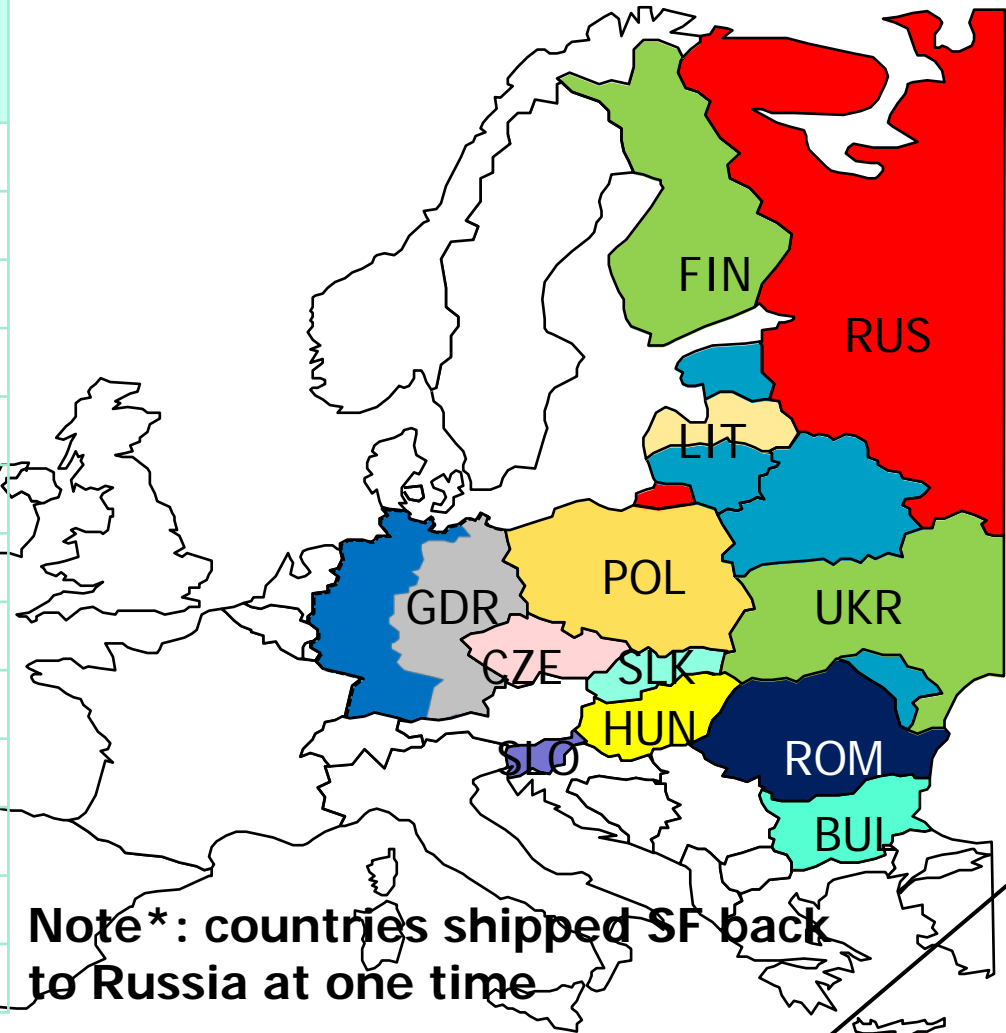 FIN
RUS
LIT
POL
GDR
UKR
CZE
SLK
HUN
SLO
ROM
BUL
Note*: countries shipped SF back
to Russia at one time